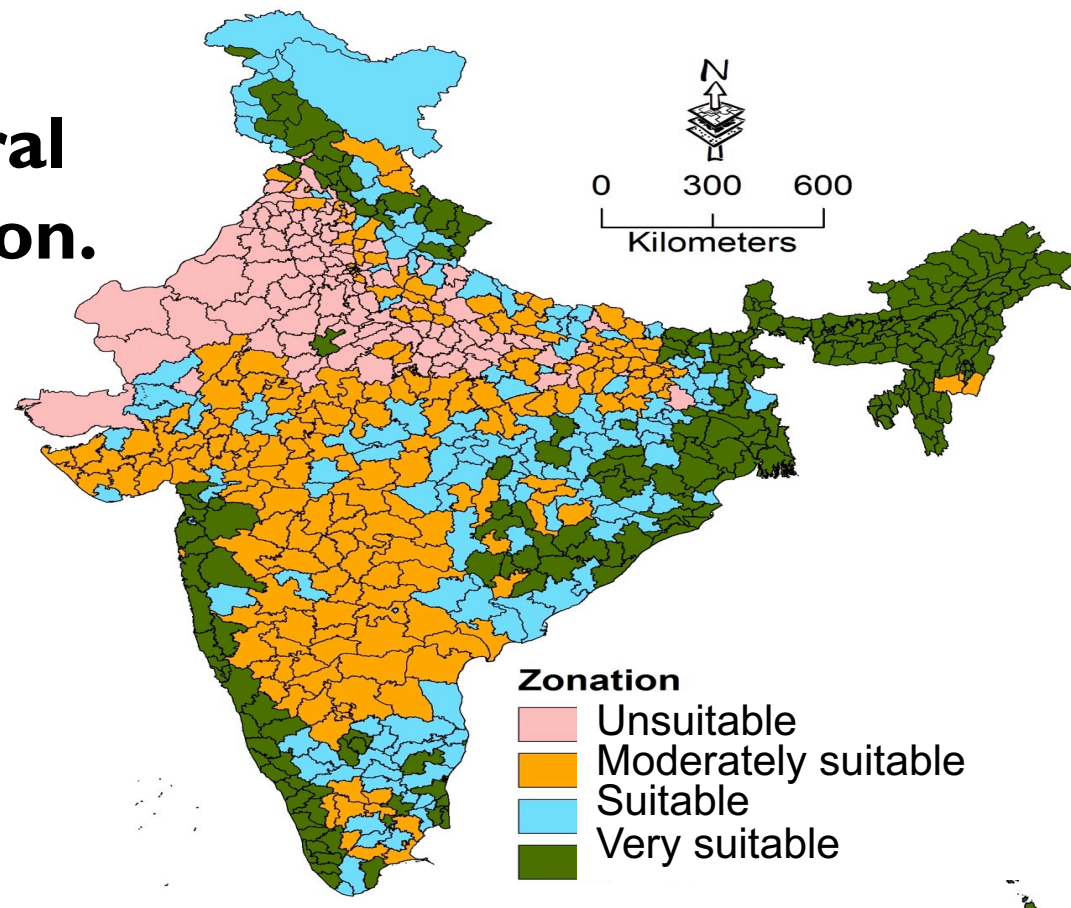 ral
on.
N
0 300 600
Kilometers
Zonation
Unsuitable
Moderately suitable
Suitable
Very suitable